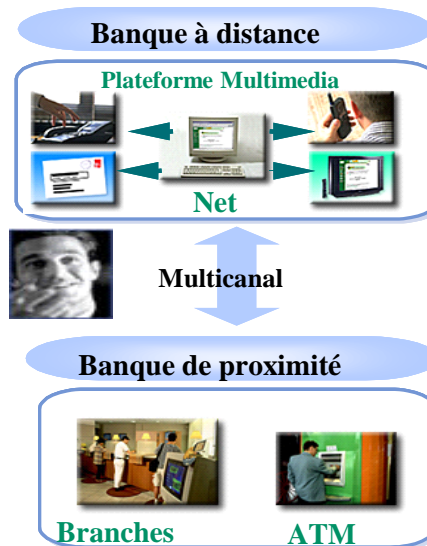 Banque à distance
Plateforme Multimedia
Net
Multicanal
Banque de proximité
Branches ATM